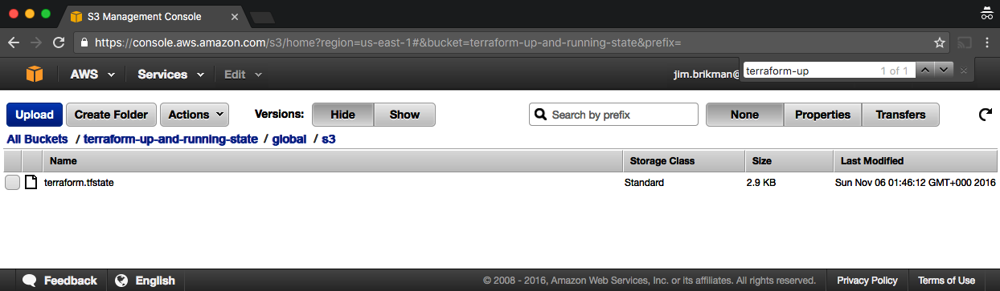 S3 Management Console
https://console.aws.amazon.com/s3/home?region=us-east-1#&bucket=terraform-up-and-running-state&prefix=
AWS Services Edit jim.brikman@ terraform-up 1 of 1
Upload Create Folder Actions Versions: Hide Show Search by prefix None Properties Transfers
All Buckets / terraform-up-and-running-state / global / s3
Name Storage Class Size Last Modified
terraform.tfstate Standard 2.9 KB Sun Nov 06 01:46:12 GMT+000 2016
Feedback English © 2008 - 2016, Amazon Web Services, Inc. or its affiliates. All rights reserved. Privacy Policy Terms of Use